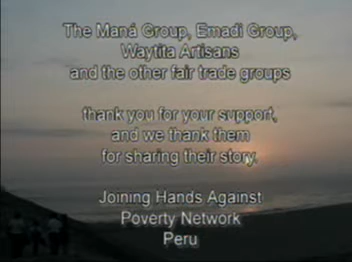 The Maná Group, Emadi Group,
Waytita Artisans
and the other fair trade groups
thank you for your support,
and we thank them
for sharing their story.
Joining Hands Against
Poverty Network
Peru